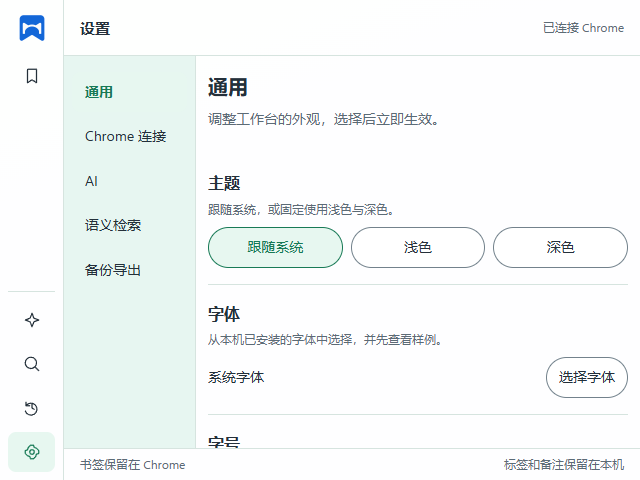 设置
已连接 Chrome
通用
Chrome 连接
AI
语义检索
备份导出
通用
调整工作台的外观，选择后立即生效。
主题
跟随系统，或固定使用浅色与深色。
跟随系统
浅色
深色
字体
从本机已安装的字体中选择，并先查看样例。
系统字体
选择字体
字号
书签保留在 Chrome
标签和备注保留在本机